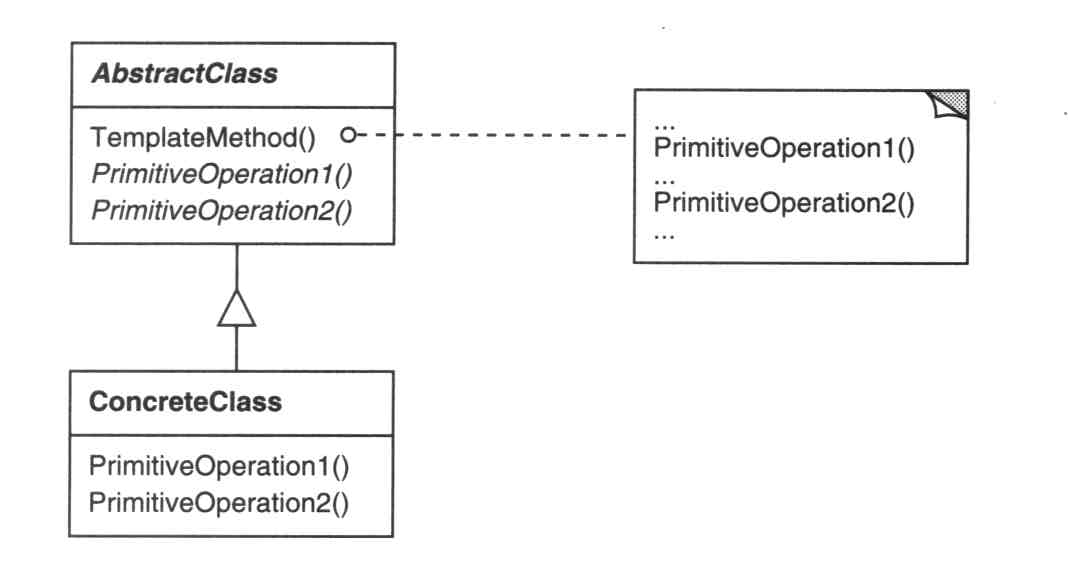 AbstractClass
TemplateMethod()
PrimitiveOperation1()
PrimitiveOperation2()
...
PrimitiveOperation1()
...
PrimitiveOperation2()
...
ConcreteClass
PrimitiveOperation1()
PrimitiveOperation2()